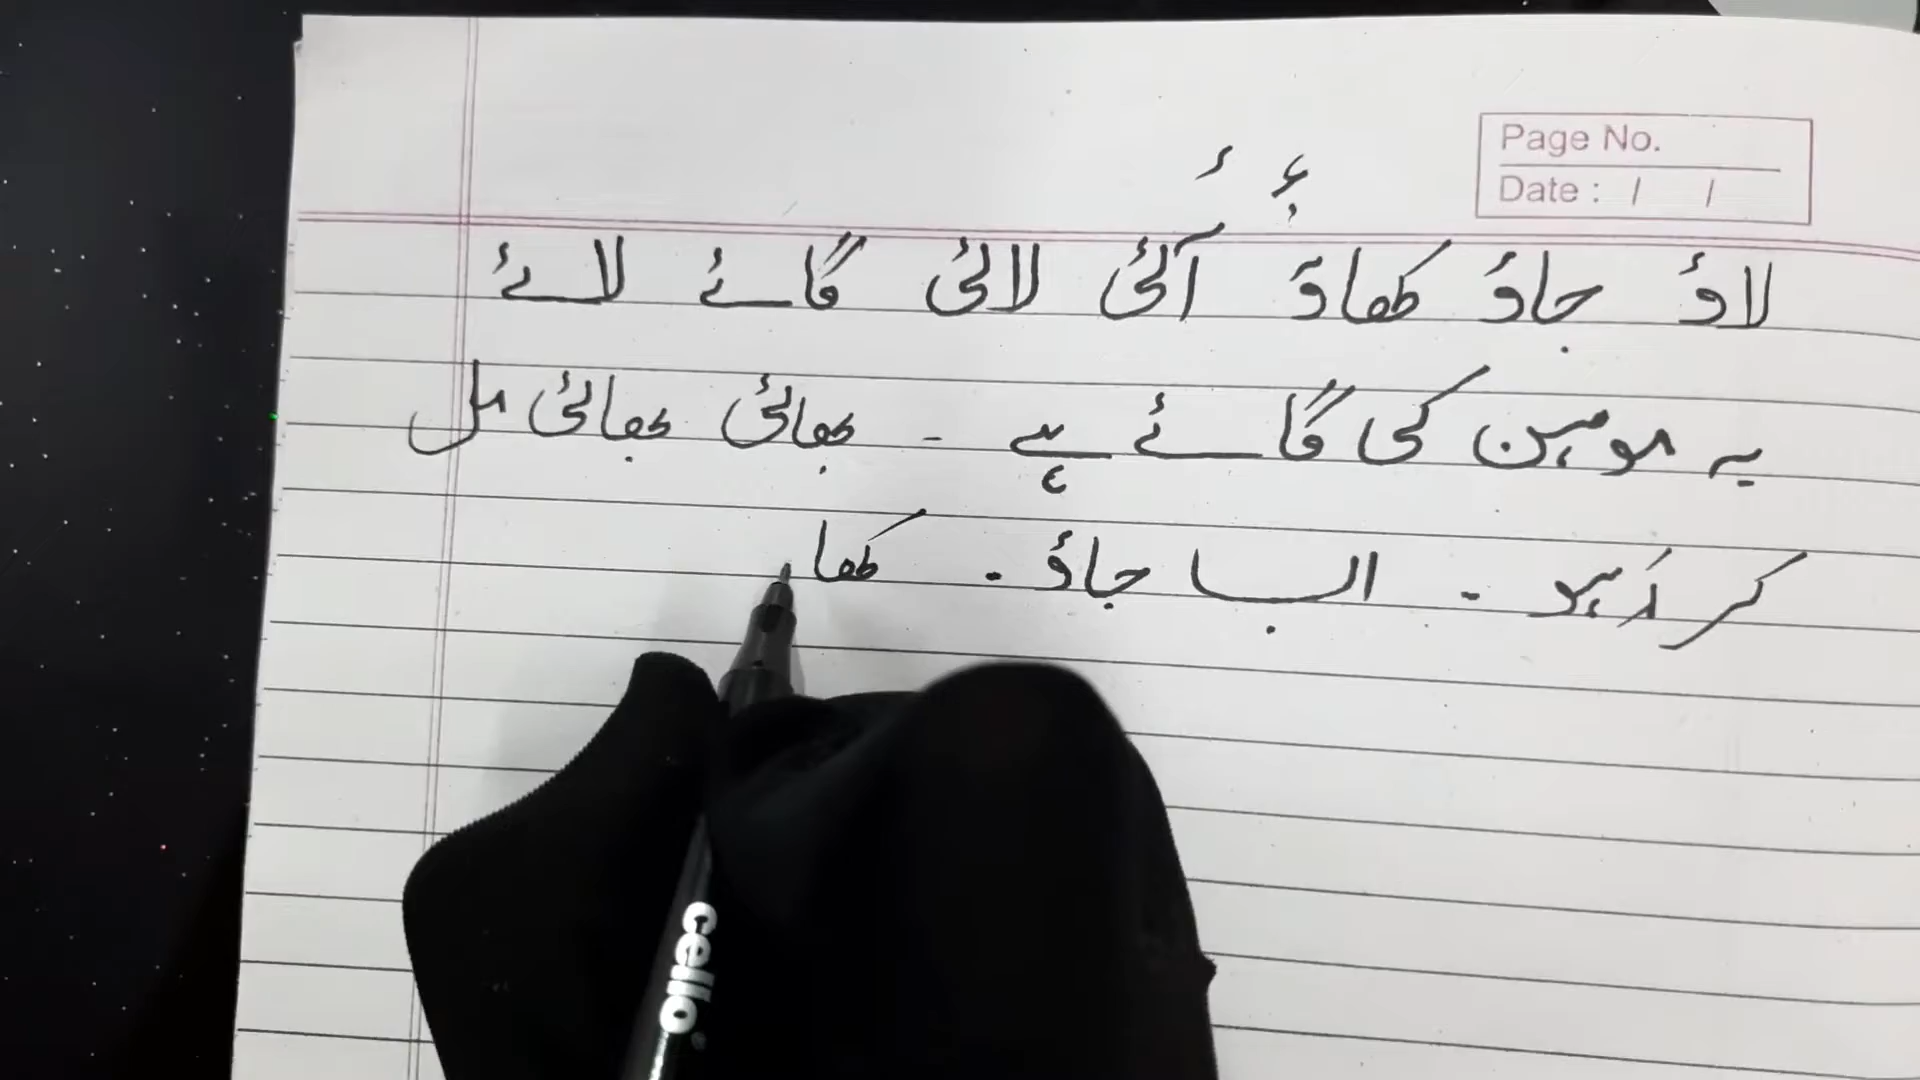 Page No.
Date : / /
ء ئ
لاؤ جاؤ کھاؤ آئی لائی گائے لائے
یہ موہن کی گائے ہے ۔ بھائی بھائی مل
کر رہو ۔ اب جاؤ ۔ کھا
cello